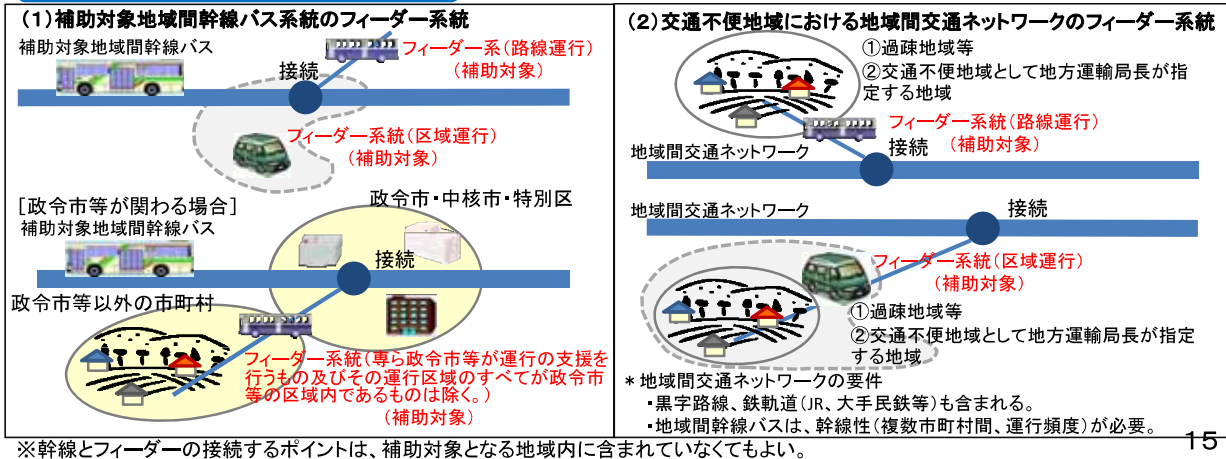 (1)補助対象地域間幹線バス系統のフィーダー系統
補助対象地域間幹線バス
フィーダー系(路線運行)
(補助対象)
接続
フィーダー系統(区域運行)
(補助対象)
[政令市等が関わる場合]
補助対象地域間幹線バス
政令市・中核市・特別区
接続
政令市等以外の市町村
フィーダー系統(専ら政令市等が運行の支援を
行うもの及びその運行区域のすべてが政令市
等の区域内であるものは除く。)
(補助対象)
(2)交通不便地域における地域間交通ネットワークのフィーダー系統
①過疎地域等
②交通不便地域として地方運輸局長が指
定する地域
フィーダー系統(路線運行)
(補助対象)
接続
地域間交通ネットワーク
地域間交通ネットワーク
接続
フィーダー系統(区域運行)
(補助対象)
①過疎地域等
②交通不便地域として地方運輸局長が指定
する地域
*地域間交通ネットワークの要件
・黒字路線、鉄軌道(JR、大手民鉄等)も含まれる。
・地域間幹線バスは、幹線性(複数市町村間、運行頻度)が必要。
※幹線とフィーダーの接続するポイントは、補助対象となる地域内に含まれていなくてもよい。
15